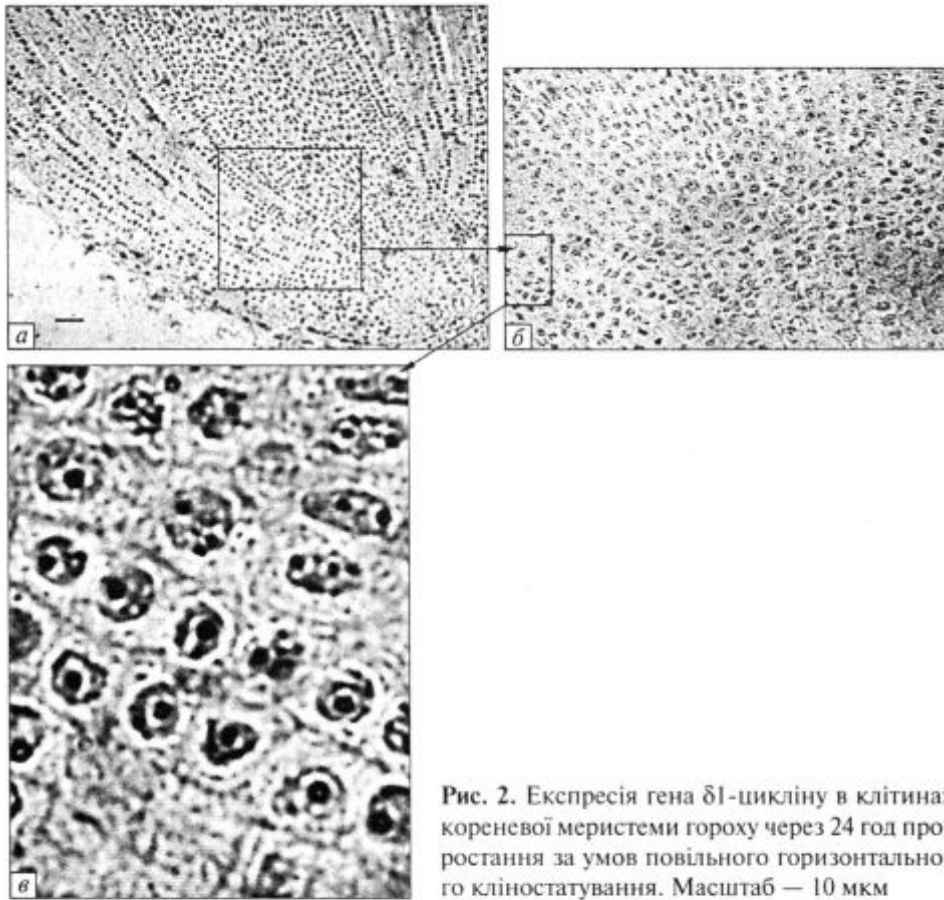 а
б
в
Рис. 2. Експресія гена δ1-цикліну в клітинах
кореневої меристеми гороху через 24 год про-
ростання за умов повільного горизонтально-
го кліностатування. Масштаб — 10 мкм